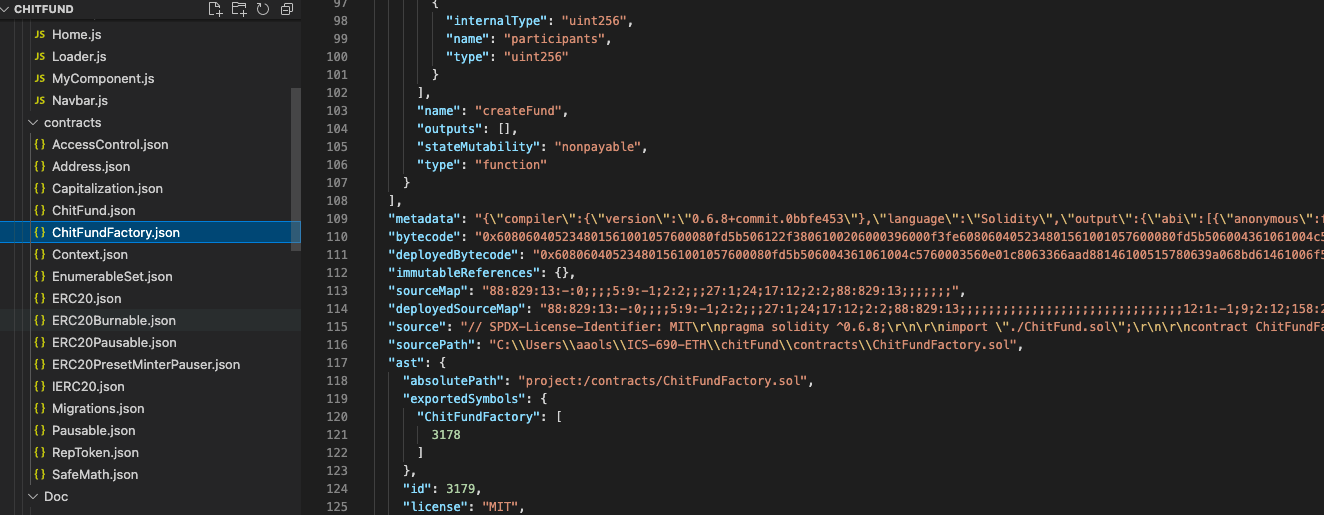 CHITFUND
JS Home.js
JS Loader.js
JS MyComponent.js
JS Navbar.js
contracts
{} AccessControl.json
{} Address.json
{} Capitalization.json
{} ChitFund.json
{} ChitFundFactory.json
{} Context.json
{} EnumerableSet.json
{} ERC20.json
{} ERC20Burnable.json
{} ERC20Pausable.json
{} ERC20PresetMinterPauser.json
{} IERC20.json
{} Migrations.json
{} Pausable.json
{} RepToken.json
{} SafeMath.json
Doc
97 {
98 "internalType": "uint256",
99 "name": "participants",
100 "type": "uint256"
101 }
102 ],
103 "name": "createFund",
104 "outputs": [],
105 "stateMutability": "nonpayable",
106 "type": "function"
107 }
108 ],
109 "metadata": "{\"compiler\":{\"version\":\"0.6.8+commit.0bbfe453\"},\"language\":\"Solidity\",\"output\":{\"abi\":[{\"anonymous\":f
110 "bytecode": "0x608060405234801561001057600080fd5b506122f3806100206000396000f3fe608060405234801561001057600080fd5b506004361061004c5
111 "deployedBytecode": "0x608060405234801561001057600080fd5b506004361061004c5760003560e01c8063366aad88146100515780639a068bd61461006f5
112 "immutableReferences": {},
113 "sourceMap": "88:829:13:-:0;;;;5:9:-1;2:2;;;27:1;24;17:12;2:2;88:829:13;;;;;;;",
114 "deployedSourceMap": "88:829:13:-:0;;;;5:9:-1;2:2;;;27:1;24;17:12;2:2;88:829:13;;;;;;;;;;;;;;;;;;;;;;;;;;;;;;;12:1:-1;9;2:12;158:2
115 "source": "// SPDX-License-Identifier: MIT\r\npragma solidity ^0.6.8;\r\n\r\nimport \"./ChitFund.sol\";\r\n\r\ncontract ChitFundFa
116 "sourcePath": "C:\\Users\\aaols\\ICS-690-ETH\\chitFund\\contracts\\ChitFundFactory.sol",
117 "ast": {
118 "absolutePath": "project:/contracts/ChitFundFactory.sol",
119 "exportedSymbols": {
120 "ChitFundFactory": [
121 3178
122 ]
123 },
124 "id": 3179,
125 "license": "MIT",